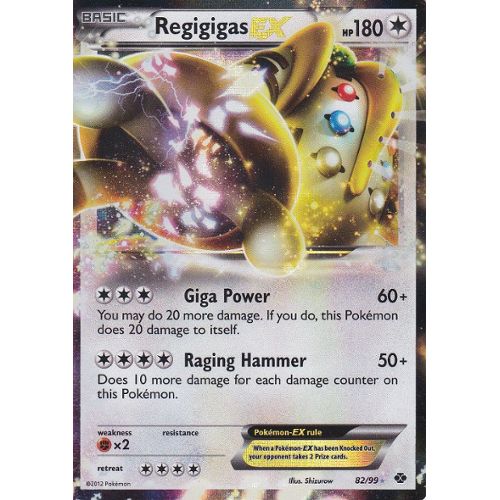 BASIC
Regigigas EX HP180
Giga Power 60+
You may do 20 more damage. If you do, this Pokémon
does 20 damage to itself.
Raging Hammer 50+
Does 10 more damage for each damage counter on
this Pokémon.
weakness resistance
×2
retreat
Pokémon-EX rule
When a Pokémon-EX has been Knocked Out,
your opponent takes 2 Prize cards.
©2012 Pokémon
Illus. Shizurow
82/99